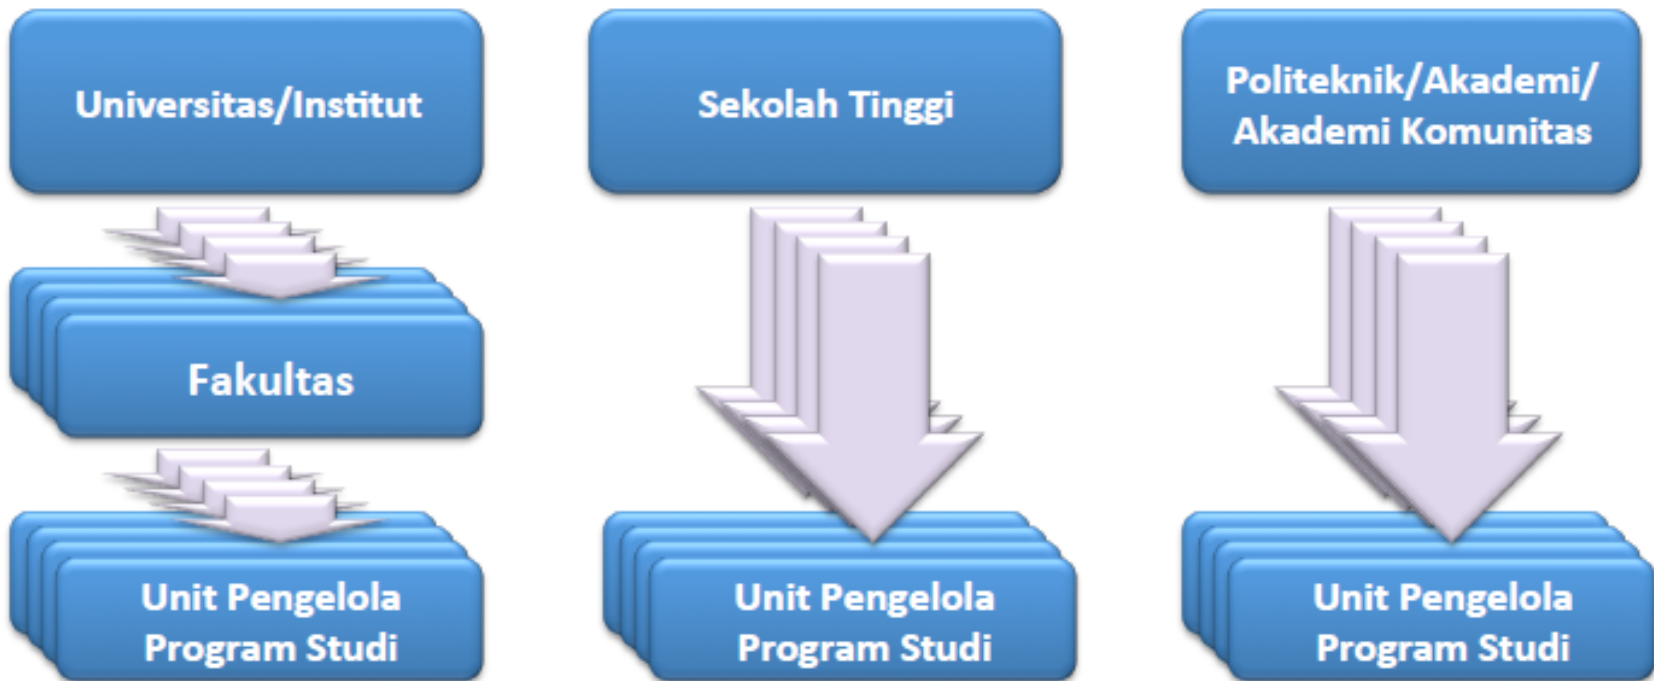 Universitas/Institut
Sekolah Tinggi
Politeknik/Akademi/
Akademi Komunitas
Fakultas
Unit Pengelola
Program Studi
Unit Pengelola
Program Studi
Unit Pengelola
Program Studi